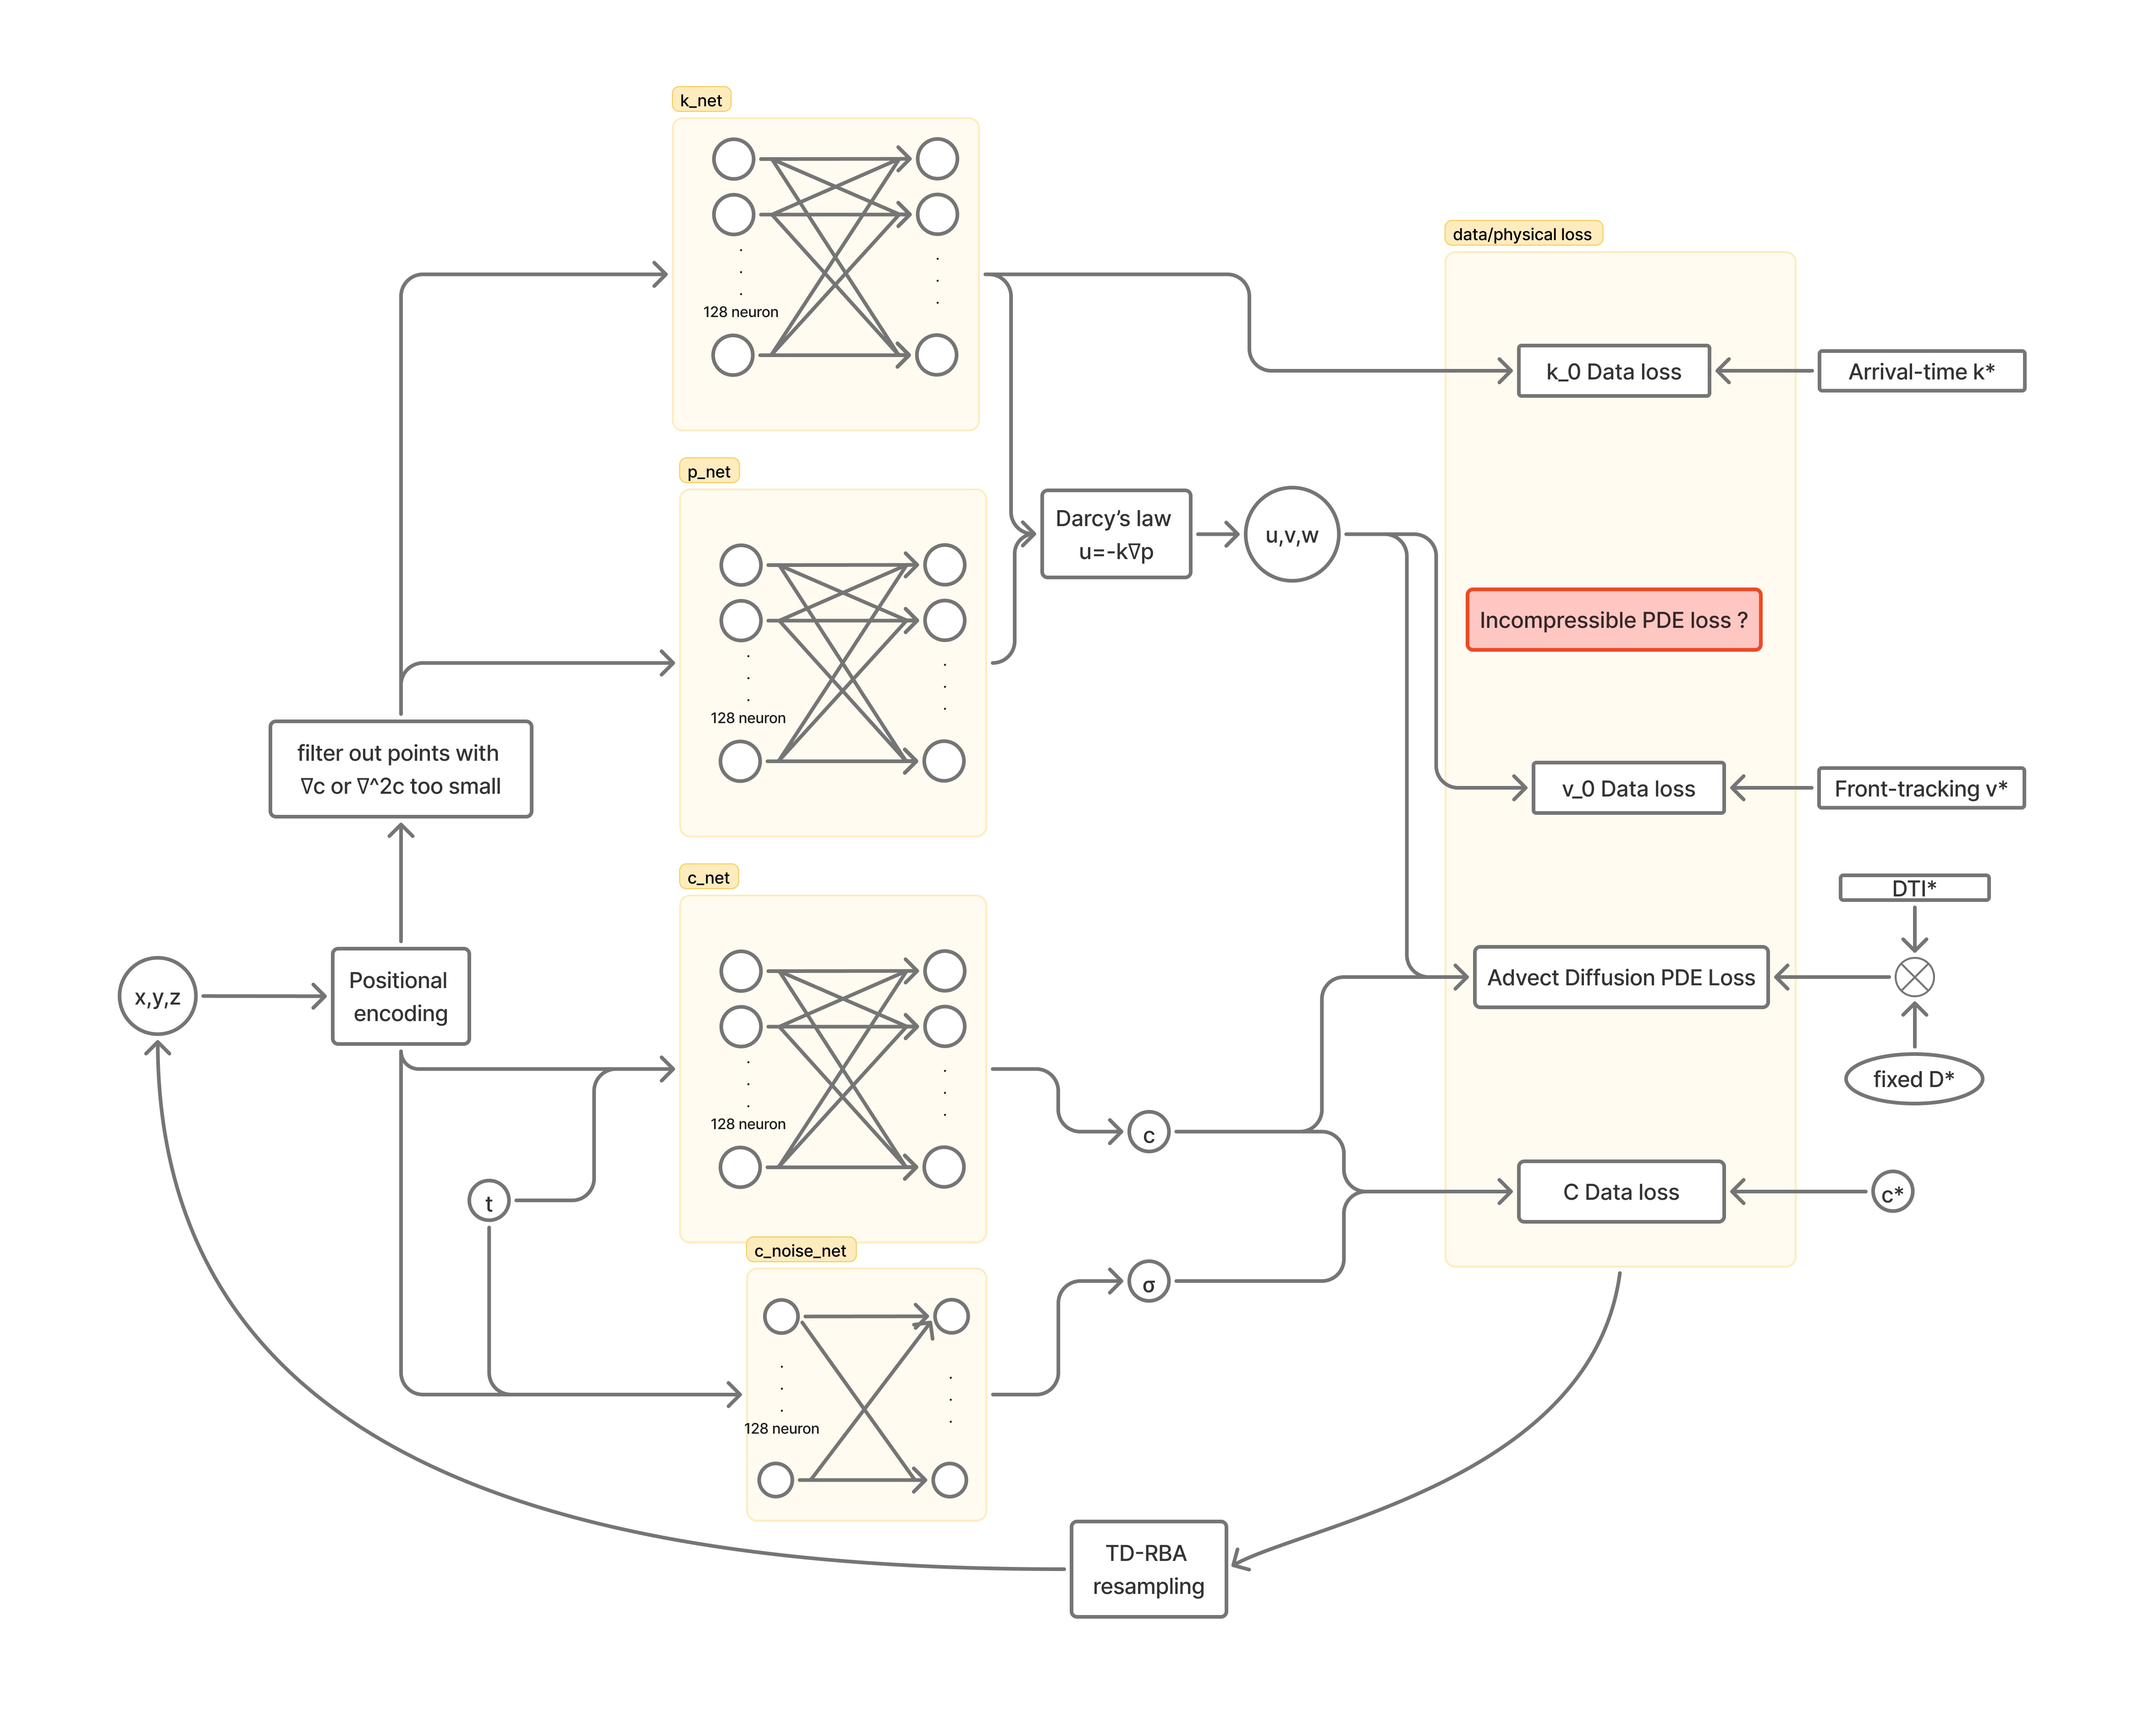 k_net
128 neuron
data/physical loss
k_0 Data loss
Arrival-time k*
p_net
128 neuron
Darcy’s law
u=-k∇p
u,v,w
Incompressible PDE loss ?
filter out points with
∇c or ∇^2c too small
v_0 Data loss
Front-tracking v*
c_net
128 neuron
DTI*
x,y,z
Positional
encoding
Advect Diffusion PDE Loss
fixed D*
c
t
C Data loss
c*
c_noise_net
128 neuron
σ
TD-RBA
resampling